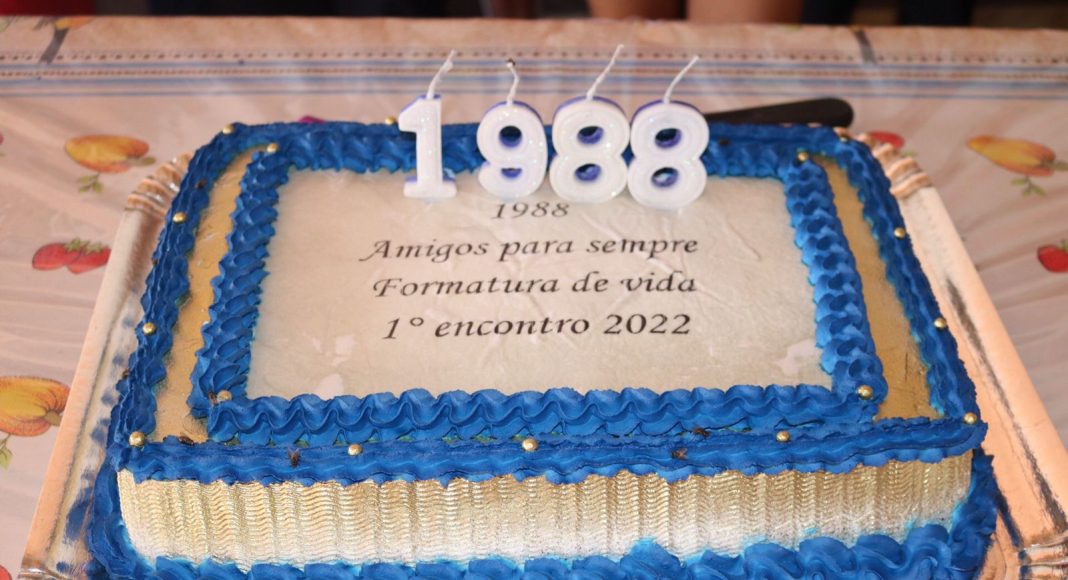 1988
1988
Amigos para sempre
Formatura de vida
1° encontro 2022